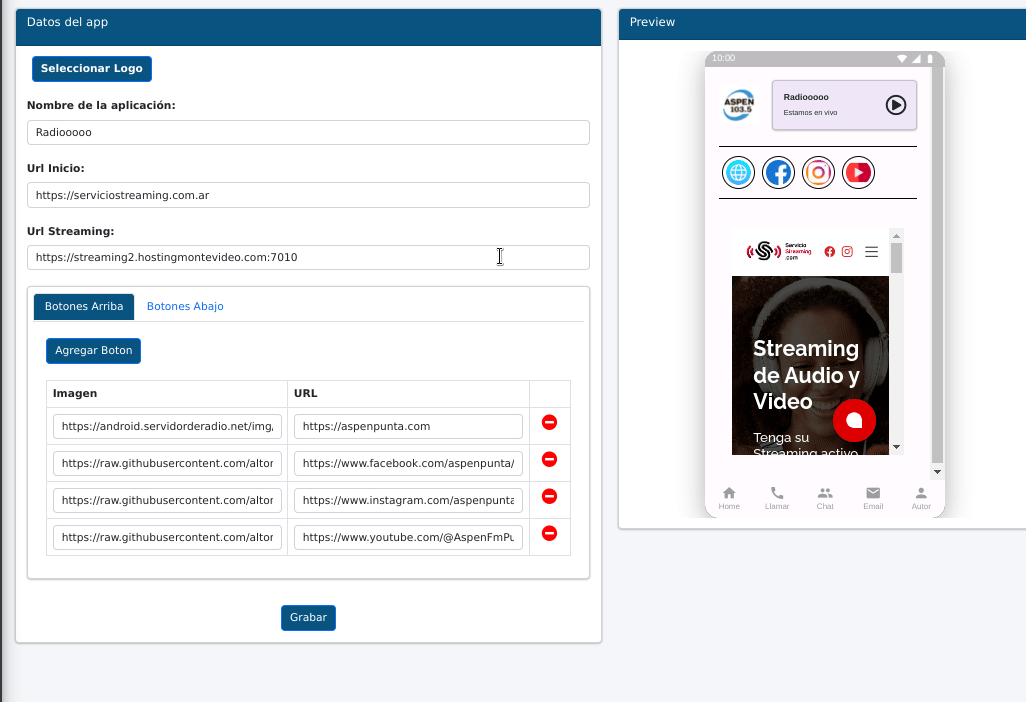 Datos del app
Seleccionar Logo
Nombre de la aplicación:
Radiooooo
Url Inicio:
https://serviciostreaming.com.ar
Url Streaming:
https://streaming2.hostingmontevideo.com:7010
Botones Arriba Botones Abajo
Agregar Boton
Imagen URL
https://android.servidorderadio.net/img, https://aspenpunta.com
https://raw.githubusercontent.com/altor https://www.facebook.com/aspenpunta/
https://raw.githubusercontent.com/altor https://www.instagram.com/aspenpunta
https://raw.githubusercontent.com/altor https://www.youtube.com/@AspenFmPu
Grabar
Preview
10:00
ASPEN
103.5
Radiooooo
Estamos en vivo
Servicio
Streaming
.com
Streaming
de Audio y
Video
Tenga su
Streaming activo
Home Llamar Chat Email Autor